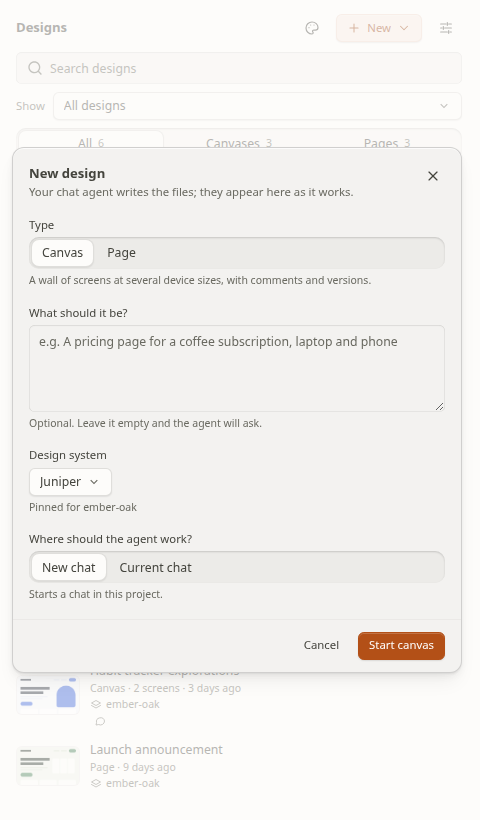 Designs
New
Search designs
Show
All designs
All 6
Canvases 3
Pages 3
New design
Your chat agent writes the files; they appear here as it works.
Type
Canvas
Page
A wall of screens at several device sizes, with comments and versions.
What should it be?
e.g. A pricing page for a coffee subscription, laptop and phone
Optional. Leave it empty and the agent will ask.
Design system
Juniper
Pinned for ember-oak
Where should the agent work?
New chat
Current chat
Starts a chat in this project.
Cancel
Start canvas
Habit tracker explorations
Canvas · 2 screens · 3 days ago
ember-oak
Launch announcement
Page · 9 days ago
ember-oak